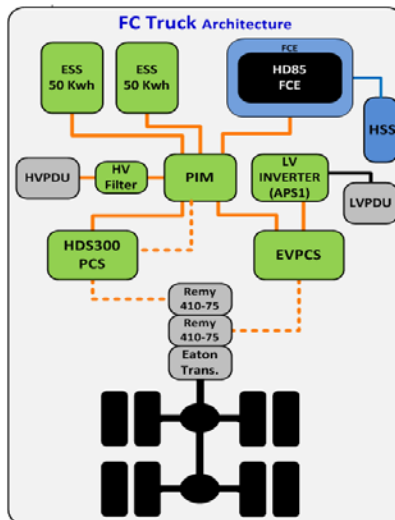 FC Truck Architecture
ESS
50 Kwh
ESS
50 Kwh
FCE
HD85
FCE
HSS
HVPDU
HV
Filter
PIM
LV
INVERTER
(APS1)
LVPDU
HDS300
PCS
EVPCS
Remy
410-75
Remy
410-75
Eaton
Trans.